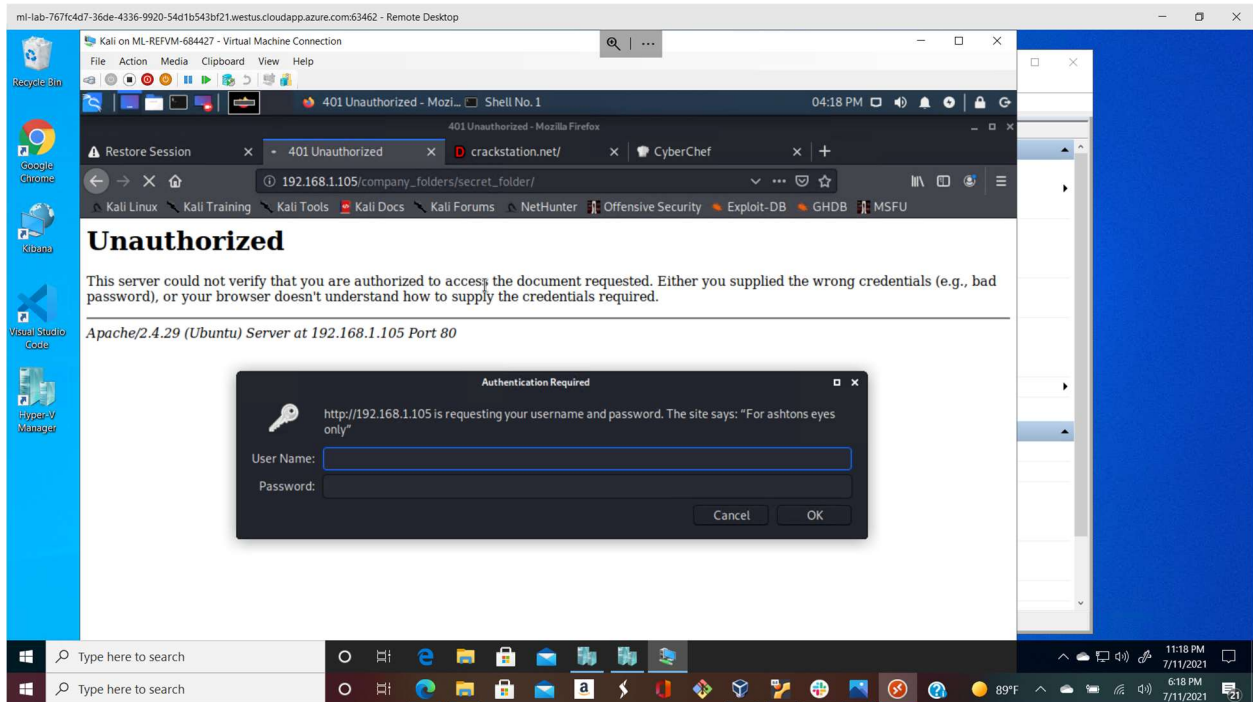 ml-lab-767fc4d7-36de-4336-9920-54d1b543bf21.westus.cloudapp.azure.com:63462 - Remote Desktop
Kali on ML-REFVM-684427 - Virtual Machine Connection
File Action Media Clipboard View Help
401 Unauthorized - Mozi... Shell No. 1 04:18 PM
401 Unauthorized - Mozilla Firefox
Restore Session 401 Unauthorized crackstation.net/ CyberChef
192.168.1.105/company_folders/secret_folder/
Kali Linux Kali Training Kali Tools Kali Docs Kali Forums NetHunter Offensive Security Exploit-DB GHDB MSFU
Unauthorized
This server could not verify that you are authorized to access the document requested. Either you supplied the wrong credentials (e.g., bad
password), or your browser doesn't understand how to supply the credentials required.
Apache/2.4.29 (Ubuntu) Server at 192.168.1.105 Port 80
Authentication Required
http://192.168.1.105 is requesting your username and password. The site says: “For ashtons eyes
only”
User Name:
Password:
Cancel OK
Recycle Bin
Google
Chrome
Kibana
Visual Studio
Code
Hyper-V
Manager
Type here to search
11:18 PM
7/11/2021
Type here to search
89°F
6:18 PM
7/11/2021
21